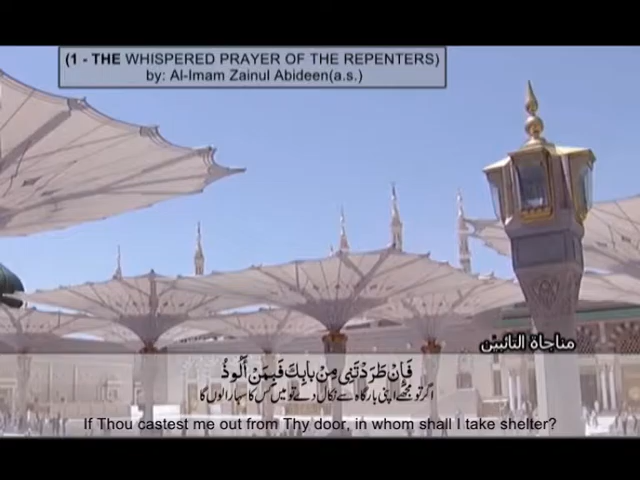 (1 - THE WHISPERED PRAYER OF THE REPENTERS)
by: Al-Imam Zainul Abideen(a.s.)
مناجاة التائبين
فَإِنْ طَرَدْتَنِي مِنْ بابِكَ فَبِمَنْ أَلُوذُ
اگر تو مجھے اپنی بارگاہ سے نکال دے تو میں کس کا سہارا لوں گا
If Thou castest me out from Thy door, in whom shall I take shelter?